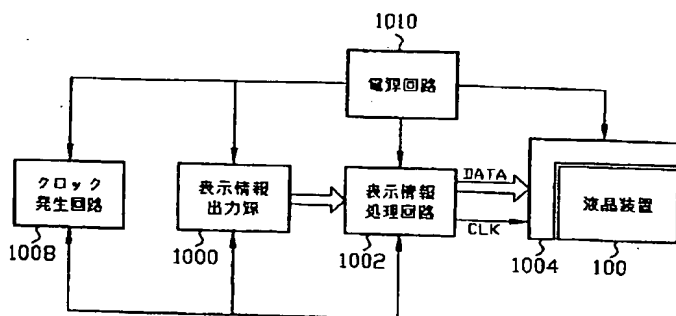 1010
電源回路
クロック
発生回路
1008
表示情報
出力源
1000
表示情報
処理回路
1002
DATA
CLK
液晶装置
1004
100